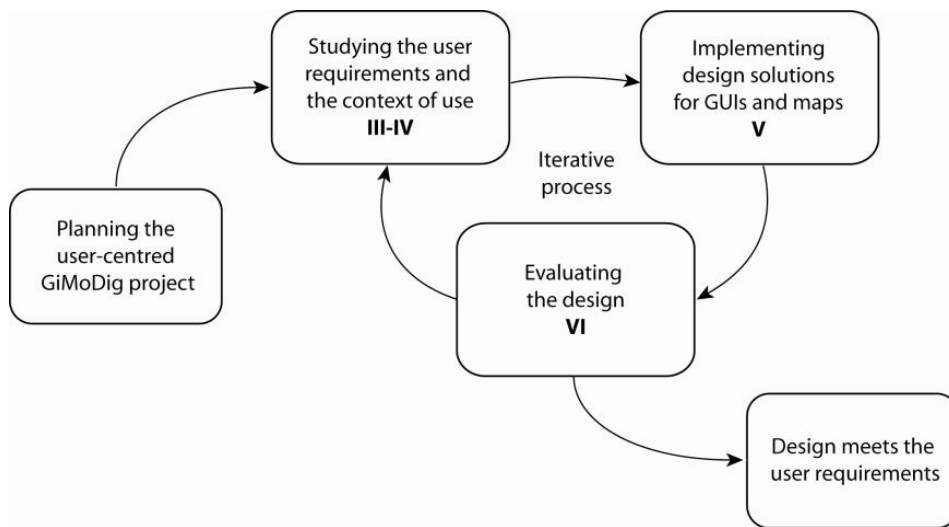 Studying the user
requirements and
the context of use
III-IV
Implementing
design solutions
for GUIs and maps
V
Iterative
process
Planning the
user-centred
GiMoDig project
Evaluating
the design
VI
Design meets the
user requirements